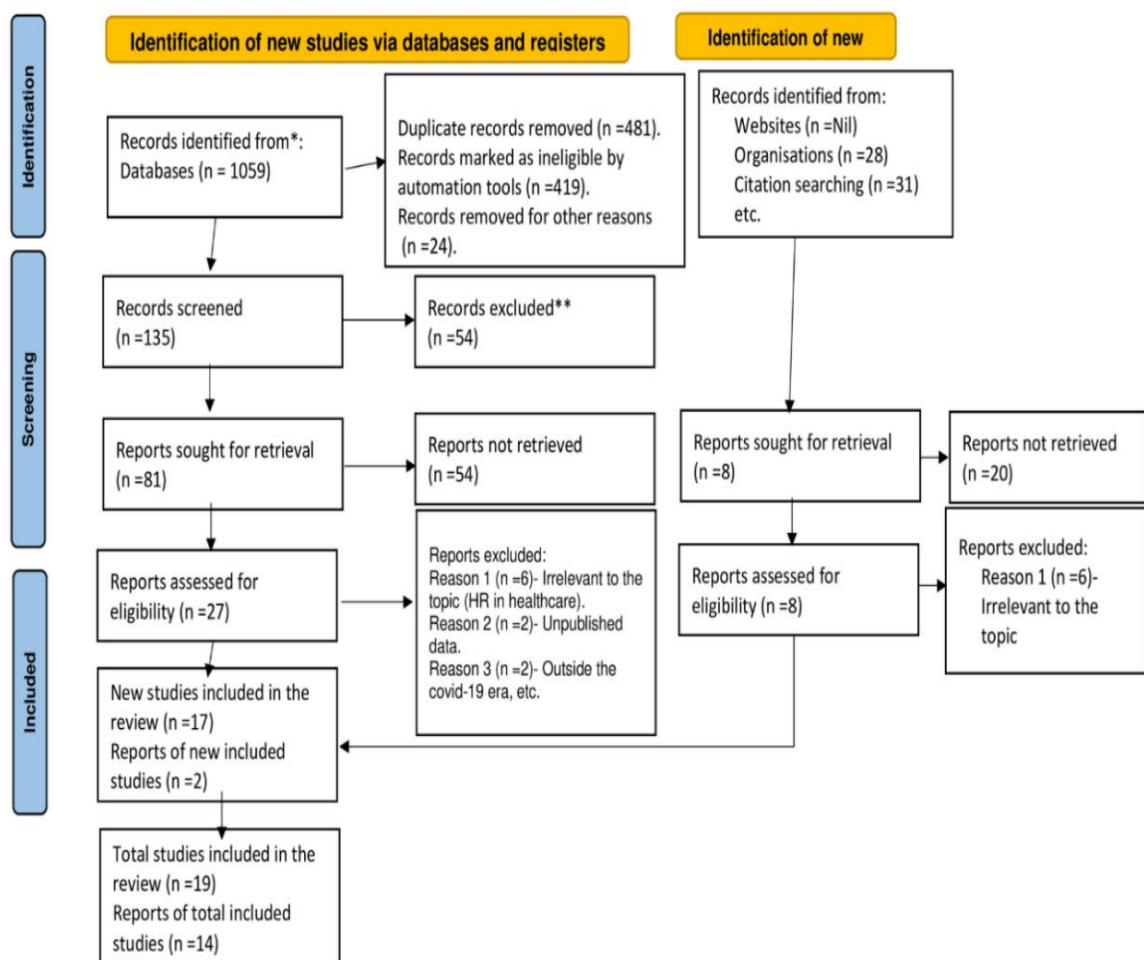 Identification of new studies via databases and registers
Identification of new
Identification
Records identified from*:
Databases (n = 1059)
Duplicate records removed (n =481).
Records marked as ineligible by
automation tools (n =419).
Records removed for other reasons
(n =24).
Records identified from:
Websites (n =Nil)
Organisations (n =28)
Citation searching (n =31)
etc.
Screening
Records screened
(n =135)
Records excluded**
(n =54)
Reports sought for retrieval
(n =81)
Reports not retrieved
(n =54)
Reports sought for retrieval
(n =8)
Reports not retrieved
(n =20)
Reports assessed for
eligibility (n =27)
Reports excluded:
Reason 1 (n =6)- Irrelevant to the
topic (HR in healthcare).
Reason 2 (n =2)- Unpublished
data.
Reason 3 (n =2)- Outside the
covid-19 era, etc.
Reports assessed for
eligibility (n =8)
Reports excluded:
Reason 1 (n =6)-
Irrelevant to the
topic
Included
New studies included in the
review (n =17)
Reports of new included
studies (n =2)
Total studies included in the
review (n =19)
Reports of total included
studies (n =14)